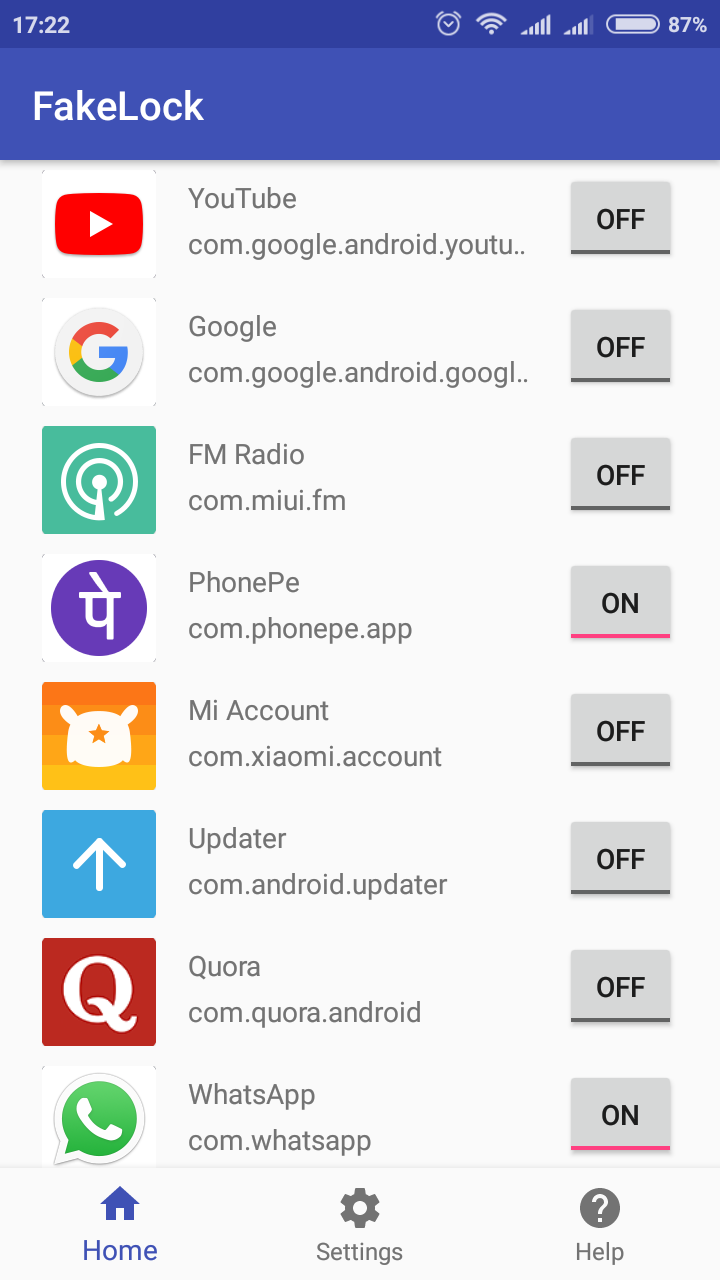 17:22
87%
FakeLock
YouTube
com.google.android.youtu..
OFF
Google
com.google.android.googl..
OFF
FM Radio
com.miui.fm
OFF
पे
PhonePe
com.phonepe.app
ON
Mi Account
com.xiaomi.account
OFF
Updater
com.android.updater
OFF
Q
Quora
com.quora.android
OFF
WhatsApp
com.whatsapp
ON
Home
Settings
Help